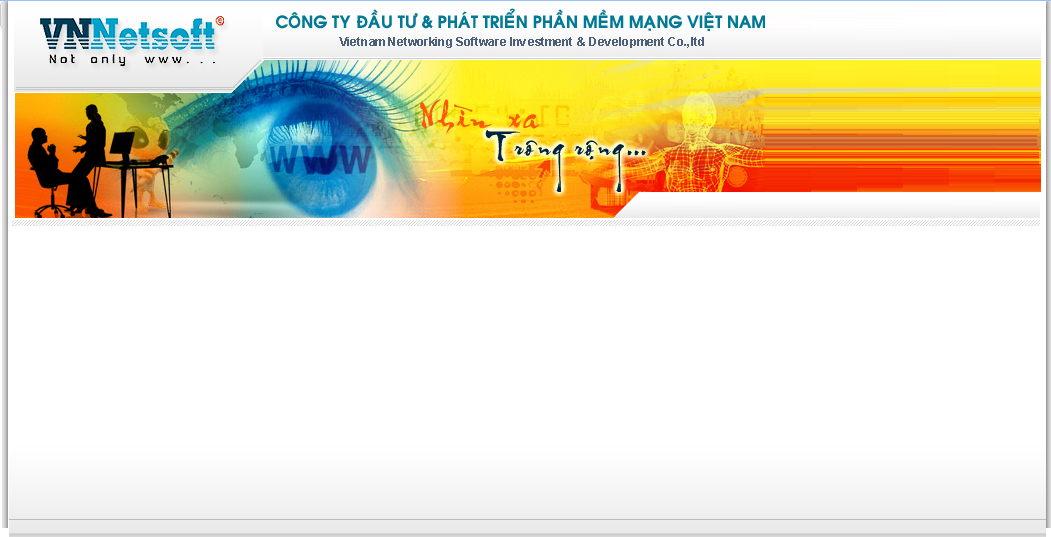 VNNetsoft
Not only www...
CÔNG TY ĐẦU TƯ & PHÁT TRIỂN PHẦN MỀM MẠNG VIỆT NAM
Vietnam Networking Software Investment & Development Co.,ltd
Nhìn xa
Trông rộng...
WWW